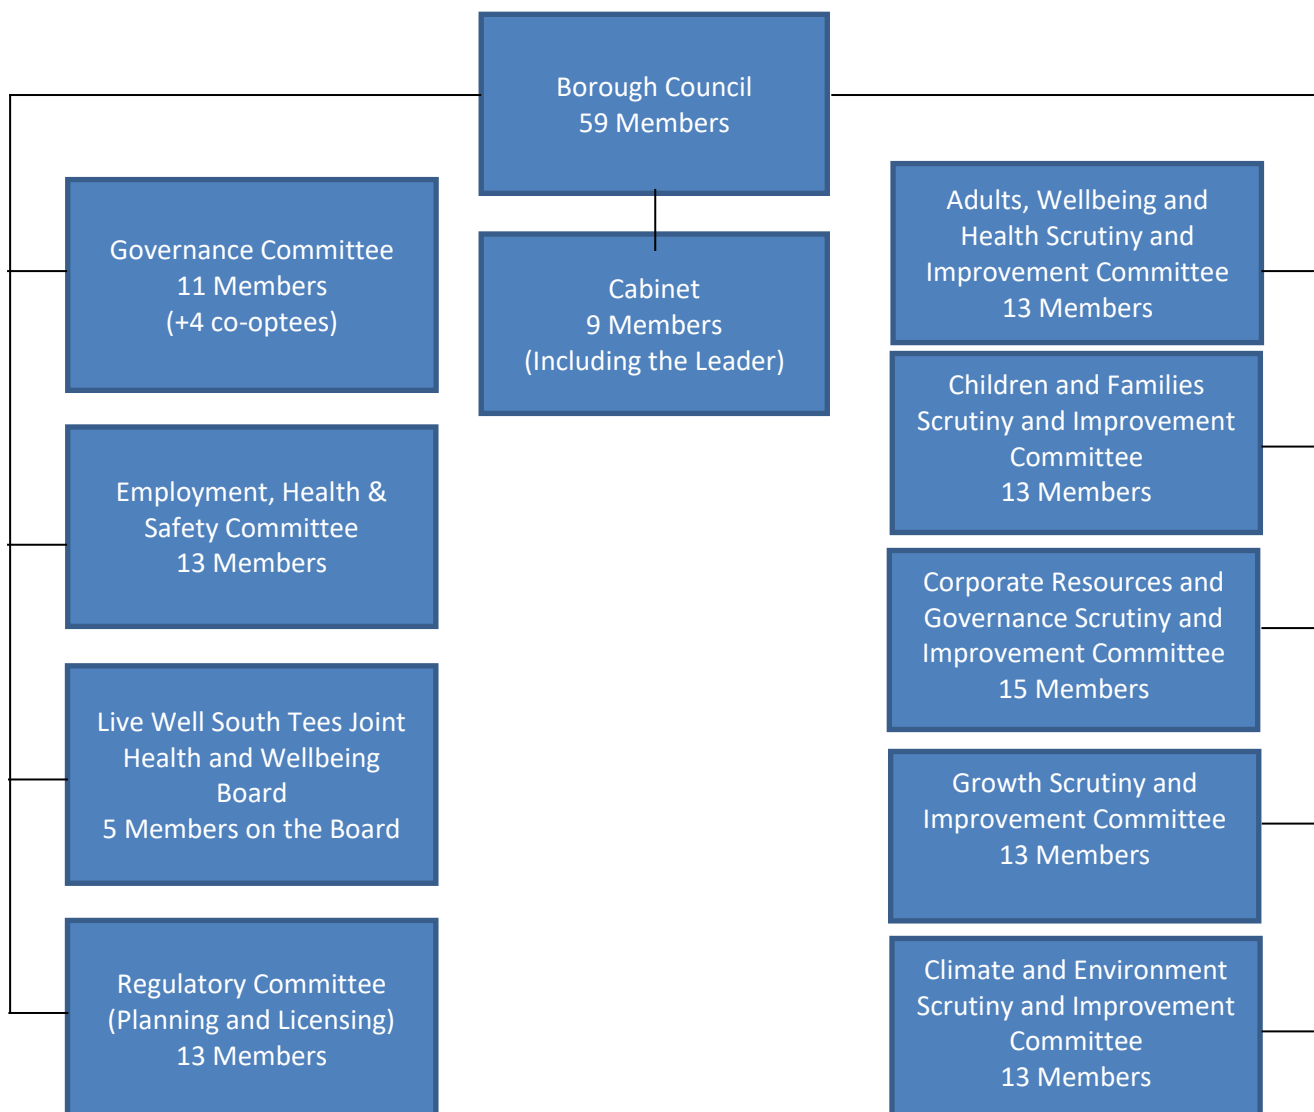 Borough Council
59 Members
Governance Committee
11 Members
(+4 co-optees)
Cabinet
9 Members
(Including the Leader)
Employment, Health &
Safety Committee
13 Members
Live Well South Tees Joint
Health and Wellbeing
Board
5 Members on the Board
Regulatory Committee
(Planning and Licensing)
13 Members
Adults, Wellbeing and
Health Scrutiny and
Improvement Committee
13 Members
Children and Families
Scrutiny and Improvement
Committee
13 Members
Corporate Resources and
Governance Scrutiny and
Improvement Committee
15 Members
Growth Scrutiny and
Improvement Committee
13 Members
Climate and Environment
Scrutiny and Improvement
Committee
13 Members